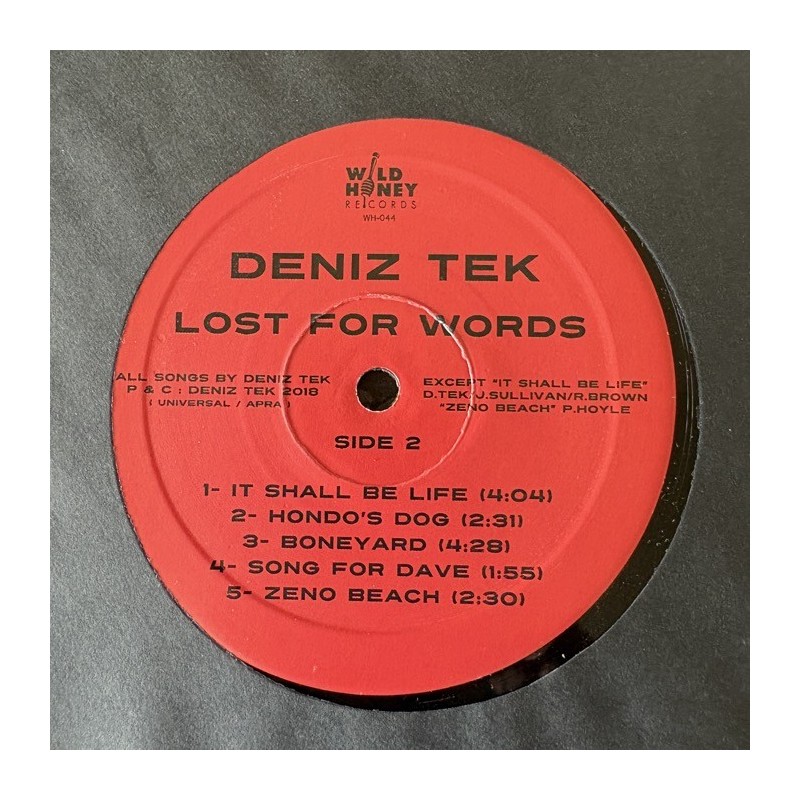 WILD
HONEY
RECORDS
WH-044
DENIZ TEK
LOST FOR WORDS
ALL SONGS BY DENIZ TEK
P & C : DENIZ TEK 2018
( UNIVERSAL / APRA )
EXCEPT "IT SHALL BE LIFE"
D.TEK/J.SULLIVAN/R.BROWN
"ZENO BEACH" P.HOYLE
SIDE 2
1- IT SHALL BE LIFE (4:04)
2- HONDO'S DOG (2:31)
3- BONEYARD (4:28)
4- SONG FOR DAVE (1:55)
5- ZENO BEACH (2:30)